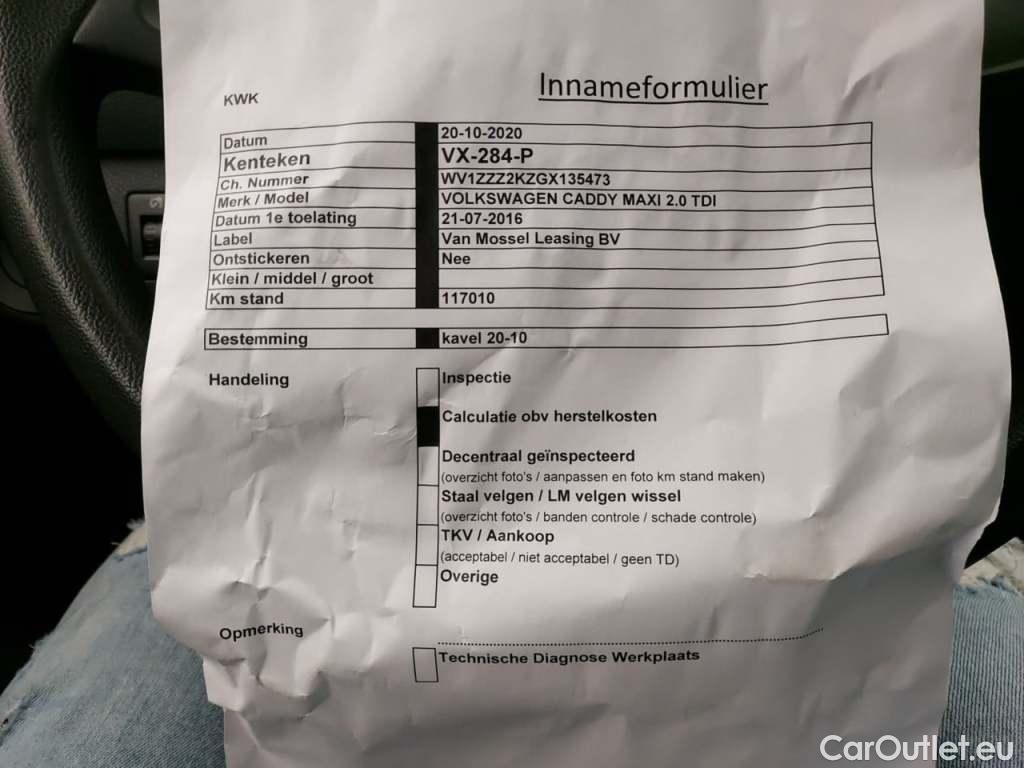 Innameformulier
KWK
Datum 20-10-2020
Kenteken VX-284-P
Ch. Nummer WV1ZZZ2KZGX135473
Merk / Model VOLKSWAGEN CADDY MAXI 2.0 TDI
Datum 1e toelating 21-07-2016
Label Van Mossel Leasing BV
Ontstickeren Nee
Klein / middel / groot
Km stand 117010
Bestemming kavel 20-10
Handeling Inspectie
Calculatie obv herstelkosten
Decentraal geïnspecteerd
(overzicht foto's / aanpassen en foto km stand maken)
Staal velgen / LM velgen wissel
(overzicht foto's / banden controle / schade controle)
TKV / Aankoop
(acceptabel / niet acceptabel / geen TD)
Overige
Opmerking
Technische Diagnose Werkplaats
CarOutlet.eu